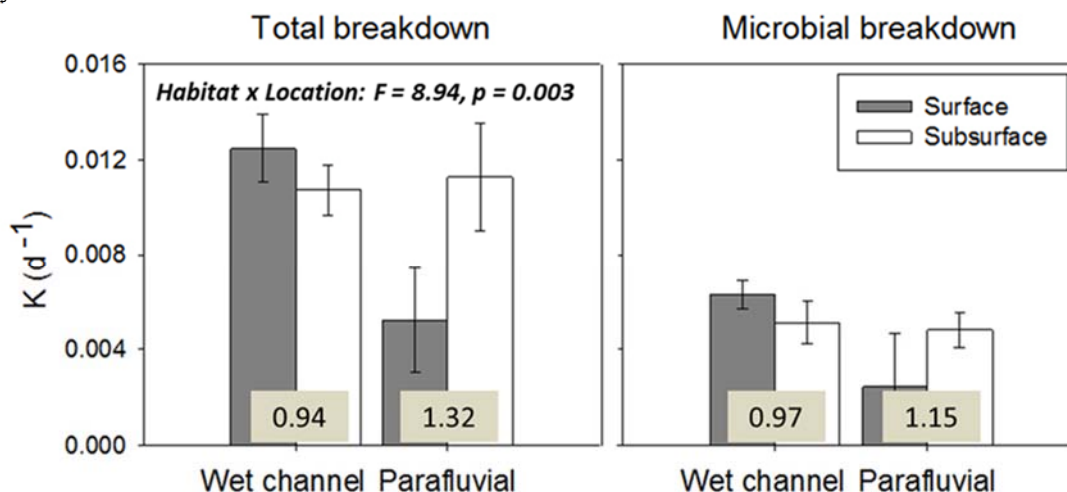 Total breakdown
Microbial breakdown
0.016
0.012
0.008
0.004
0.000
K (d⁻¹)
Habitat x Location: F = 8.94, p = 0.003
Surface
Subsurface
0.94
1.32
0.97
1.15
Wet channel
Parafluvial
Wet channel
Parafluvial